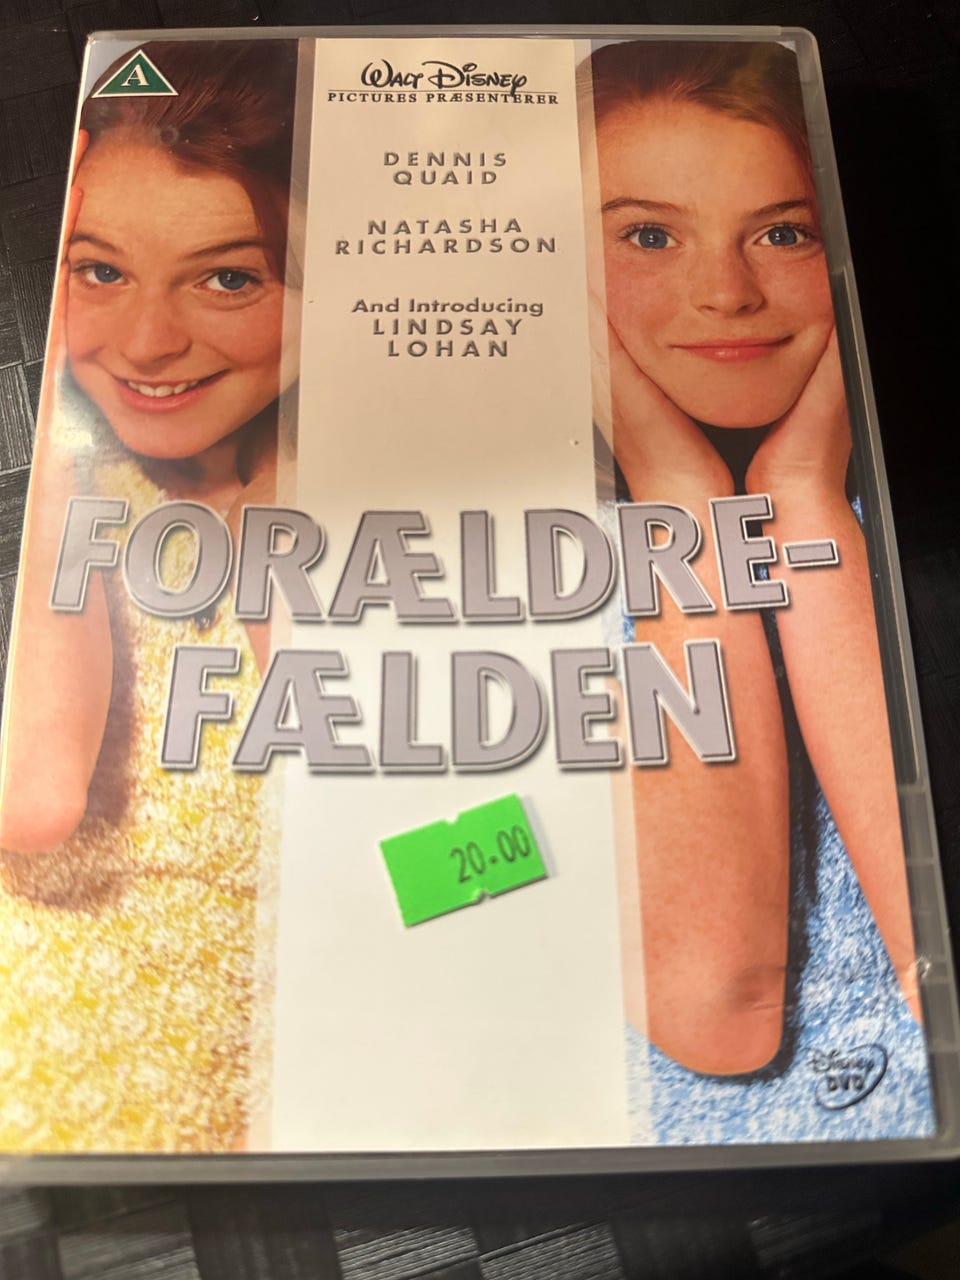 A
WALT DISNEY
PICTURES PRÆSENTERER
DENNIS
QUAID
NATASHA
RICHARDSON
And Introducing
LINDSAY
LOHAN
FORÆLDRE-
FÆLDEN
20.00
Disney
DVD